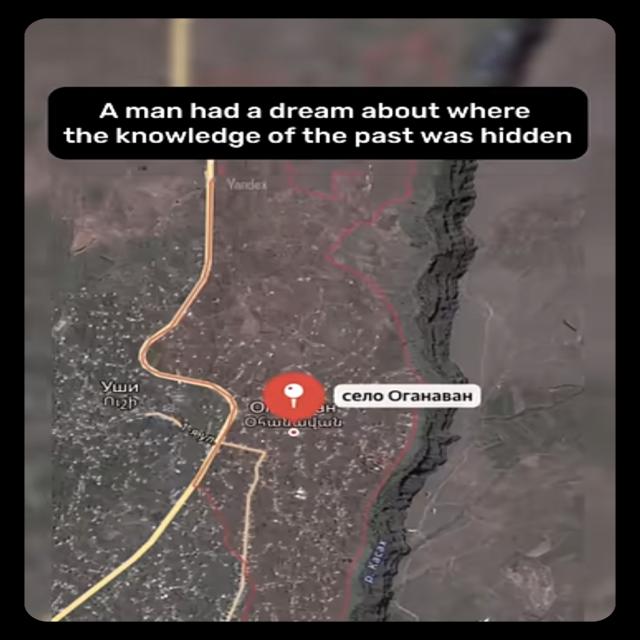 A man had a dream about where
the knowledge of the past was hidden
Yandex
Уши
Ուշի
село Оганаван
Օհանավան
р. Касах